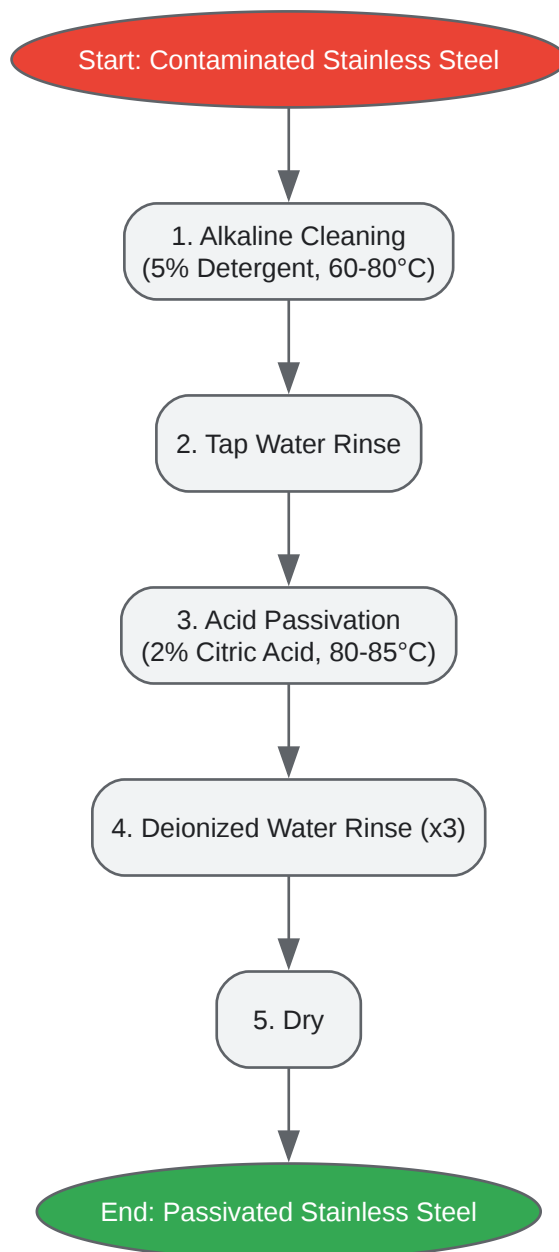 Start: Contaminated Stainless Steel
1. Alkaline Cleaning
(5% Detergent, 60-80°C)
2. Tap Water Rinse
3. Acid Passivation
(2% Citric Acid, 80-85°C)
4. Deionized Water Rinse (x3)
5. Dry
End: Passivated Stainless Steel